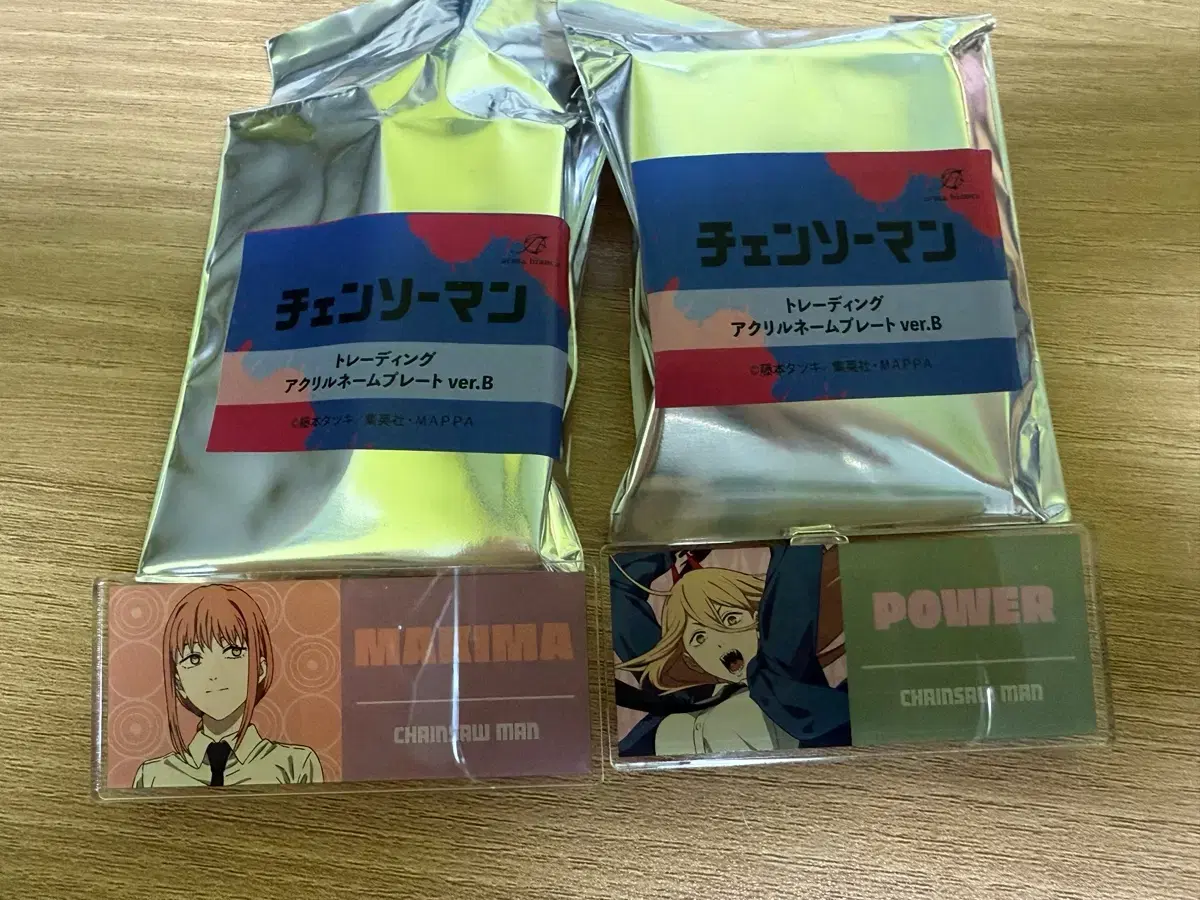 チェンソーマン
トレーディング
アクリルネームプレート ver.B
©藤本タツキ/集英社・MAPPA
チェンソーマン
トレーディング
アクリルネームプレート ver.B
©藤本タツキ/集英社・MAPPA
MAKIMA
CHAINSAW MAN
POWER
CHAINSAW MAN